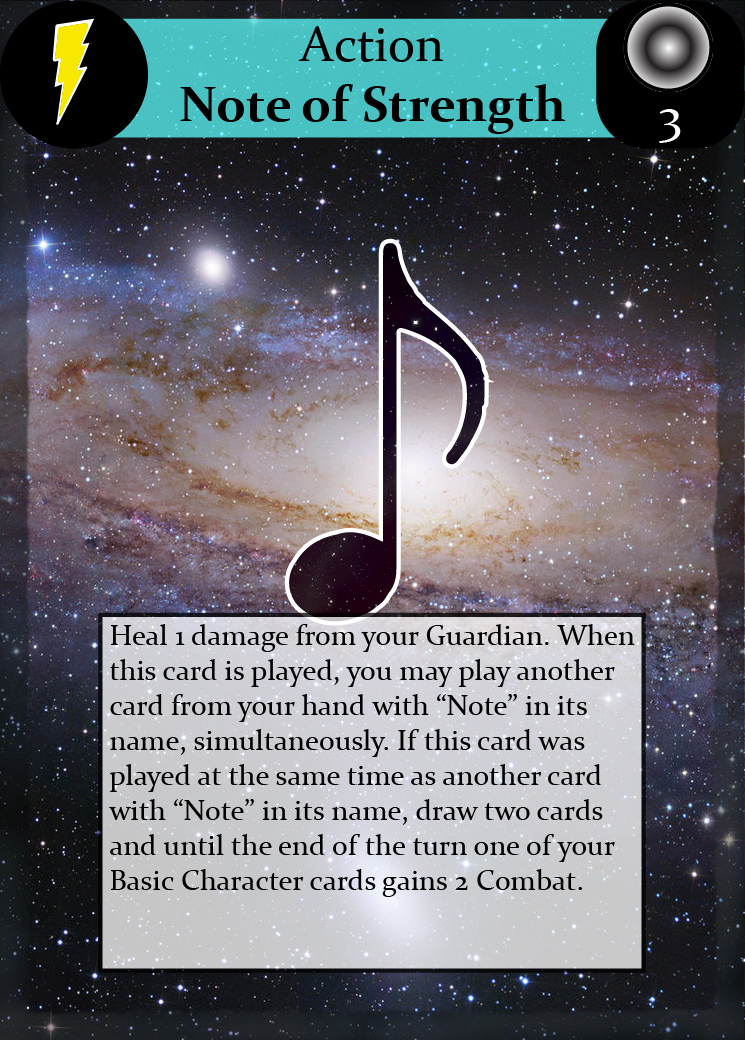 Action
Note of Strength
3
Heal 1 damage from your Guardian. When
this card is played, you may play another
card from your hand with “Note” in its
name, simultaneously. If this card was
played at the same time as another card
with “Note” in its name, draw two cards
and until the end of the turn one of your
Basic Character cards gains 2 Combat.